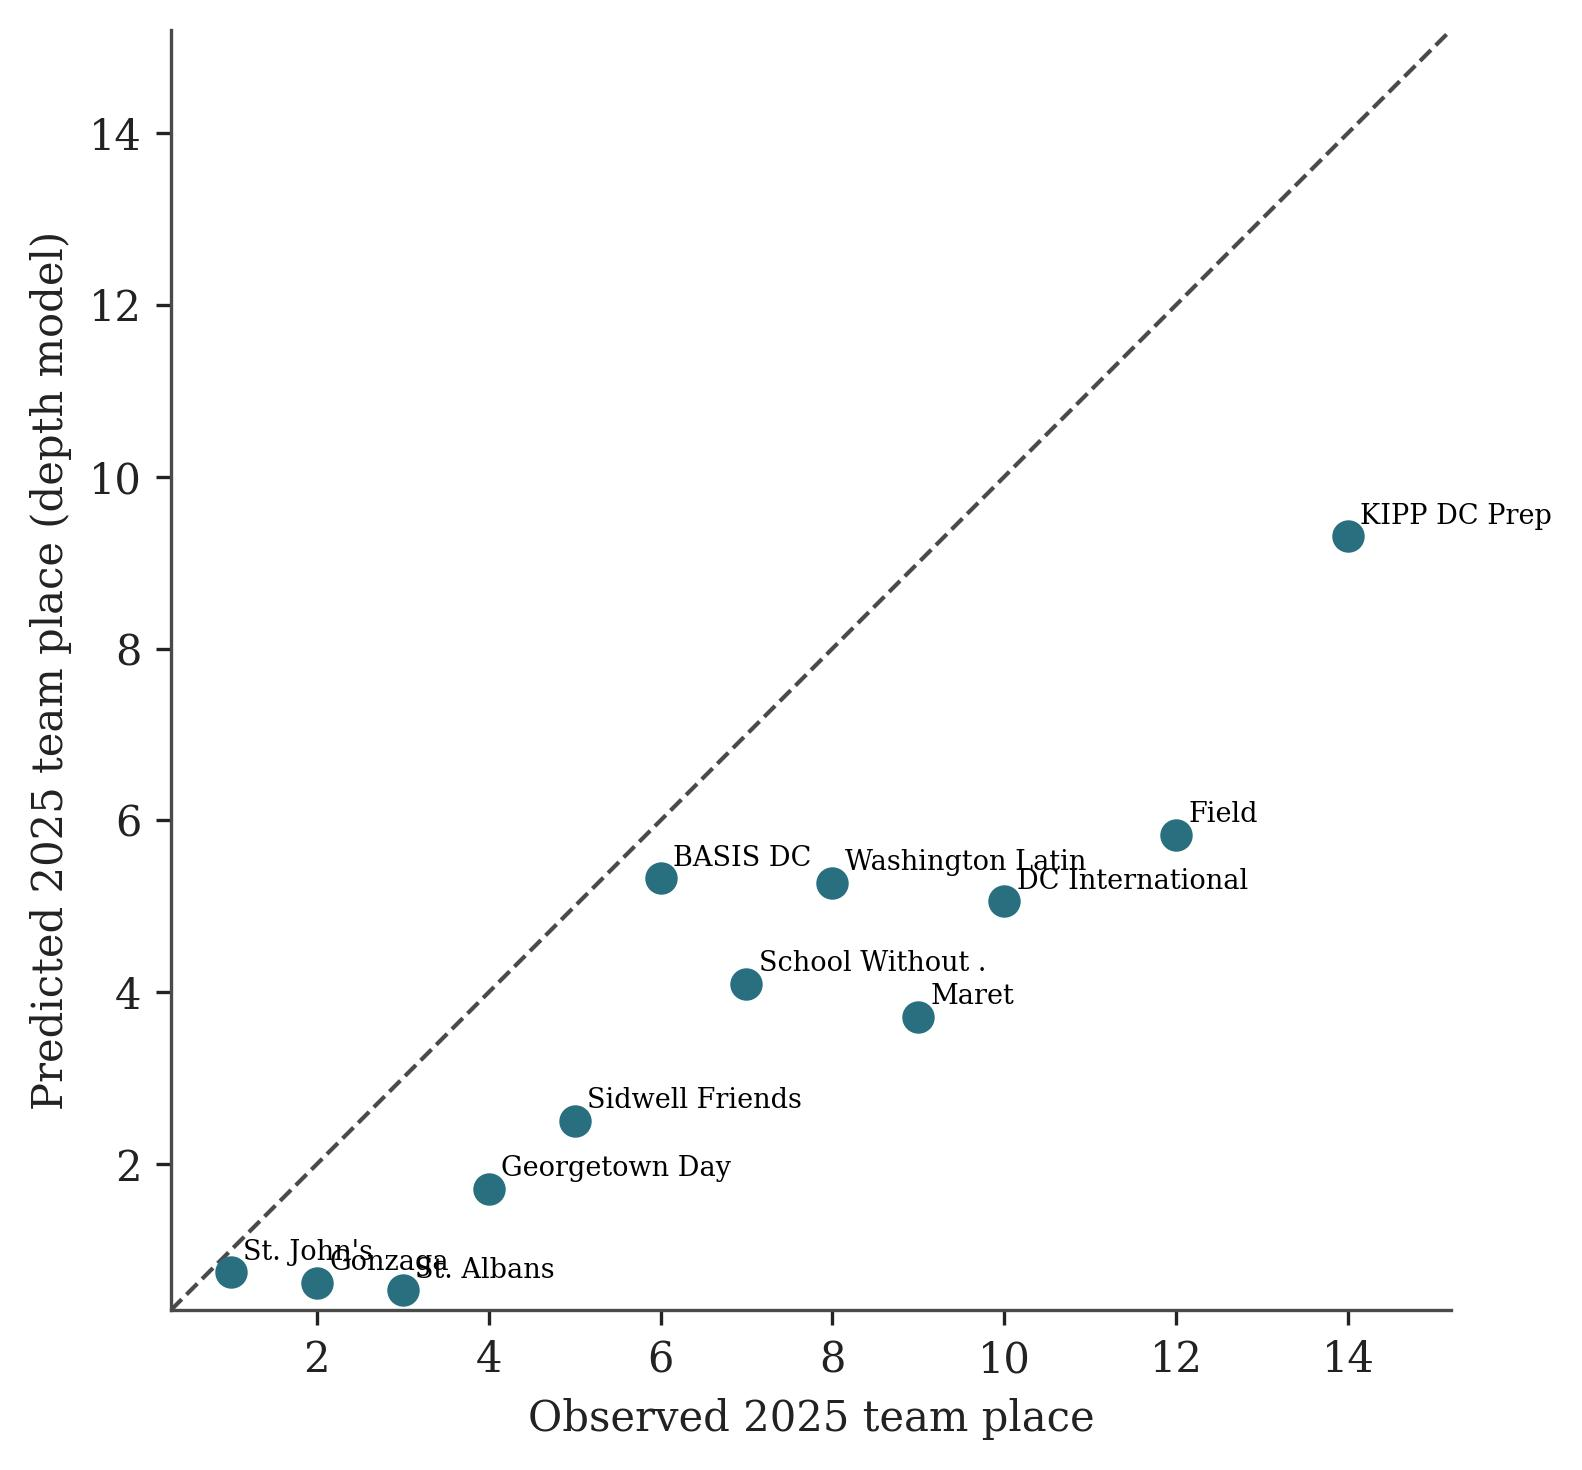 Predicted 2025 team place (depth model)
14
12
10
8
6
4
2
KIPP DC Prep
Field
BASIS DC
Washington Latin
DC International
School Without .
Maret
Sidwell Friends
Georgetown Day
St. John's
Gonzaga
St. Albans
2
4
6
8
10
12
14
Observed 2025 team place